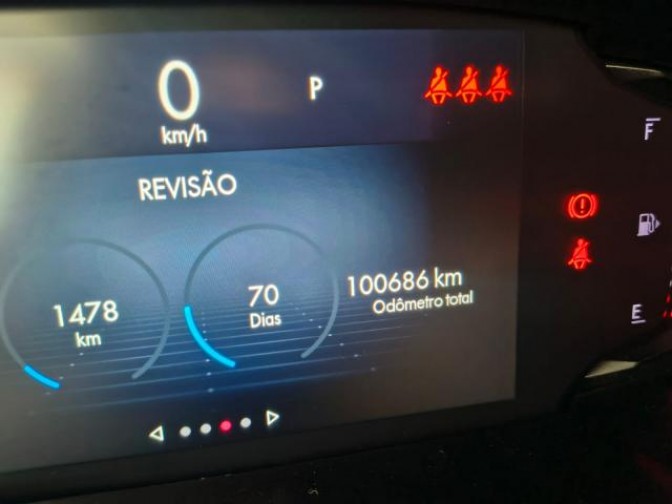 0
km/h
P
F
REVISÃO
1478
km
70
Dias
100686 km
Odômetro total
E